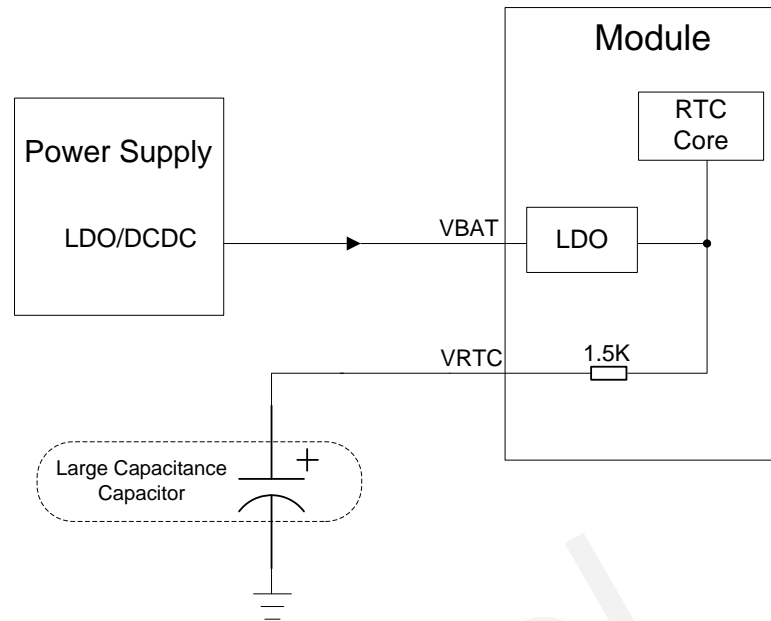 Module
RTC
Core
Power Supply
LDO/DCDC
VBAT
LDO
VRTC
1.5K
Large Capacitance
Capacitor
+